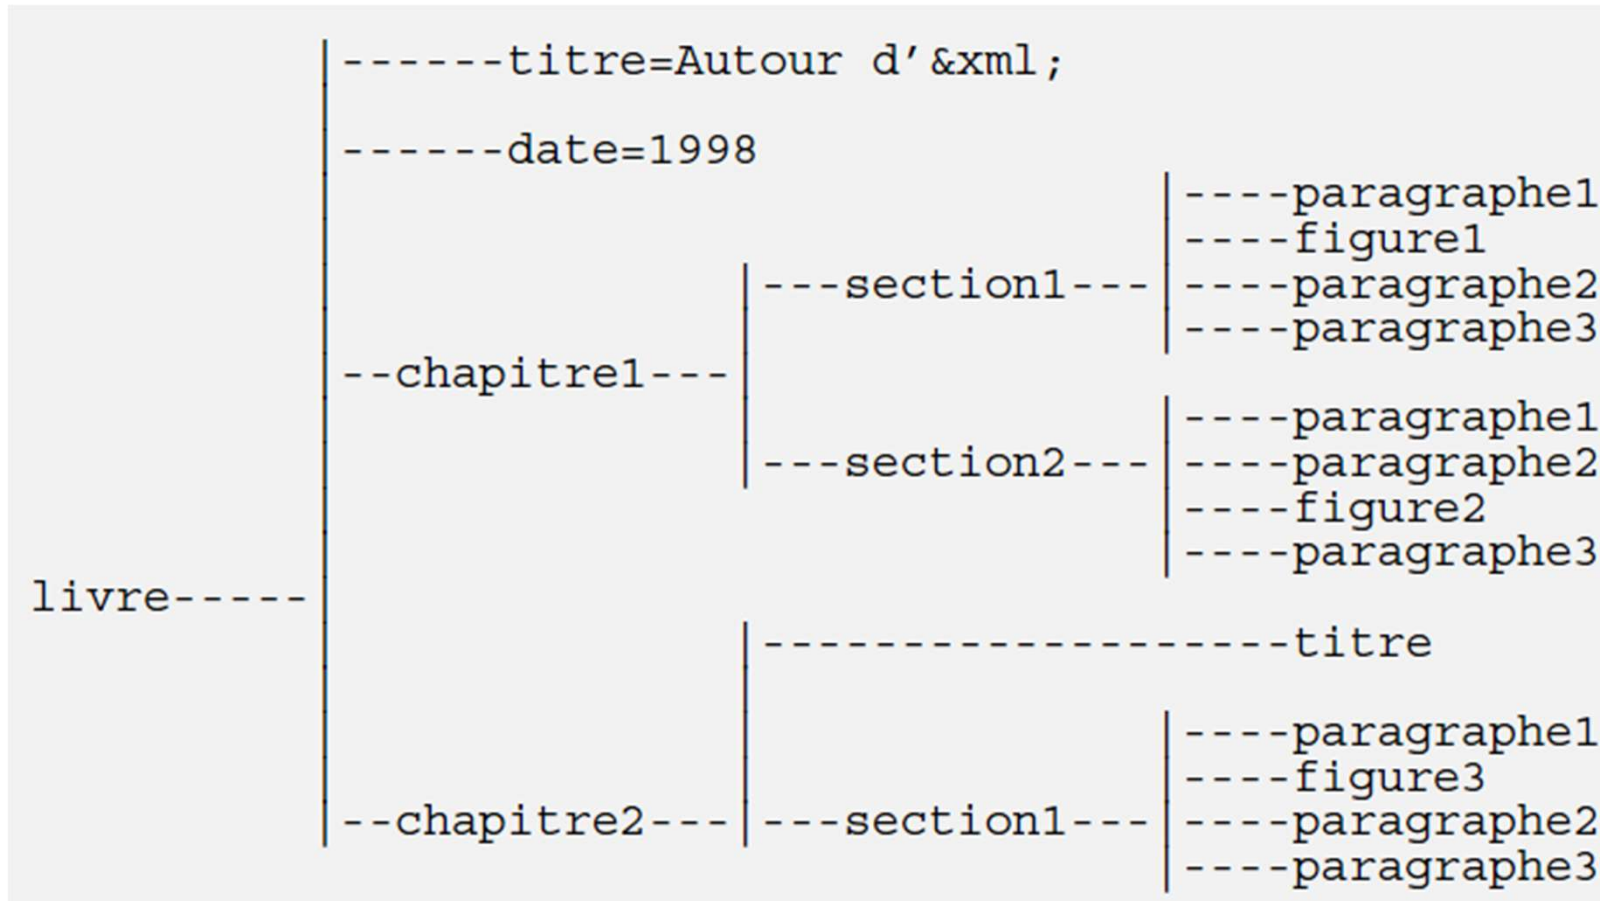 |------titre=Autour d'&xml;
|------date=1998
|----paragraphe1
|----figure1
|---section1---|----paragraphe2
|----paragraphe3
|--chapitre1---|
|----paragraphe1
|---section2---|----paragraphe2
|----figure2
|----paragraphe3
livre-----|
|-------------------titre
|----paragraphe1
|----figure3
|--chapitre2---|---section1---|----paragraphe2
|----paragraphe3